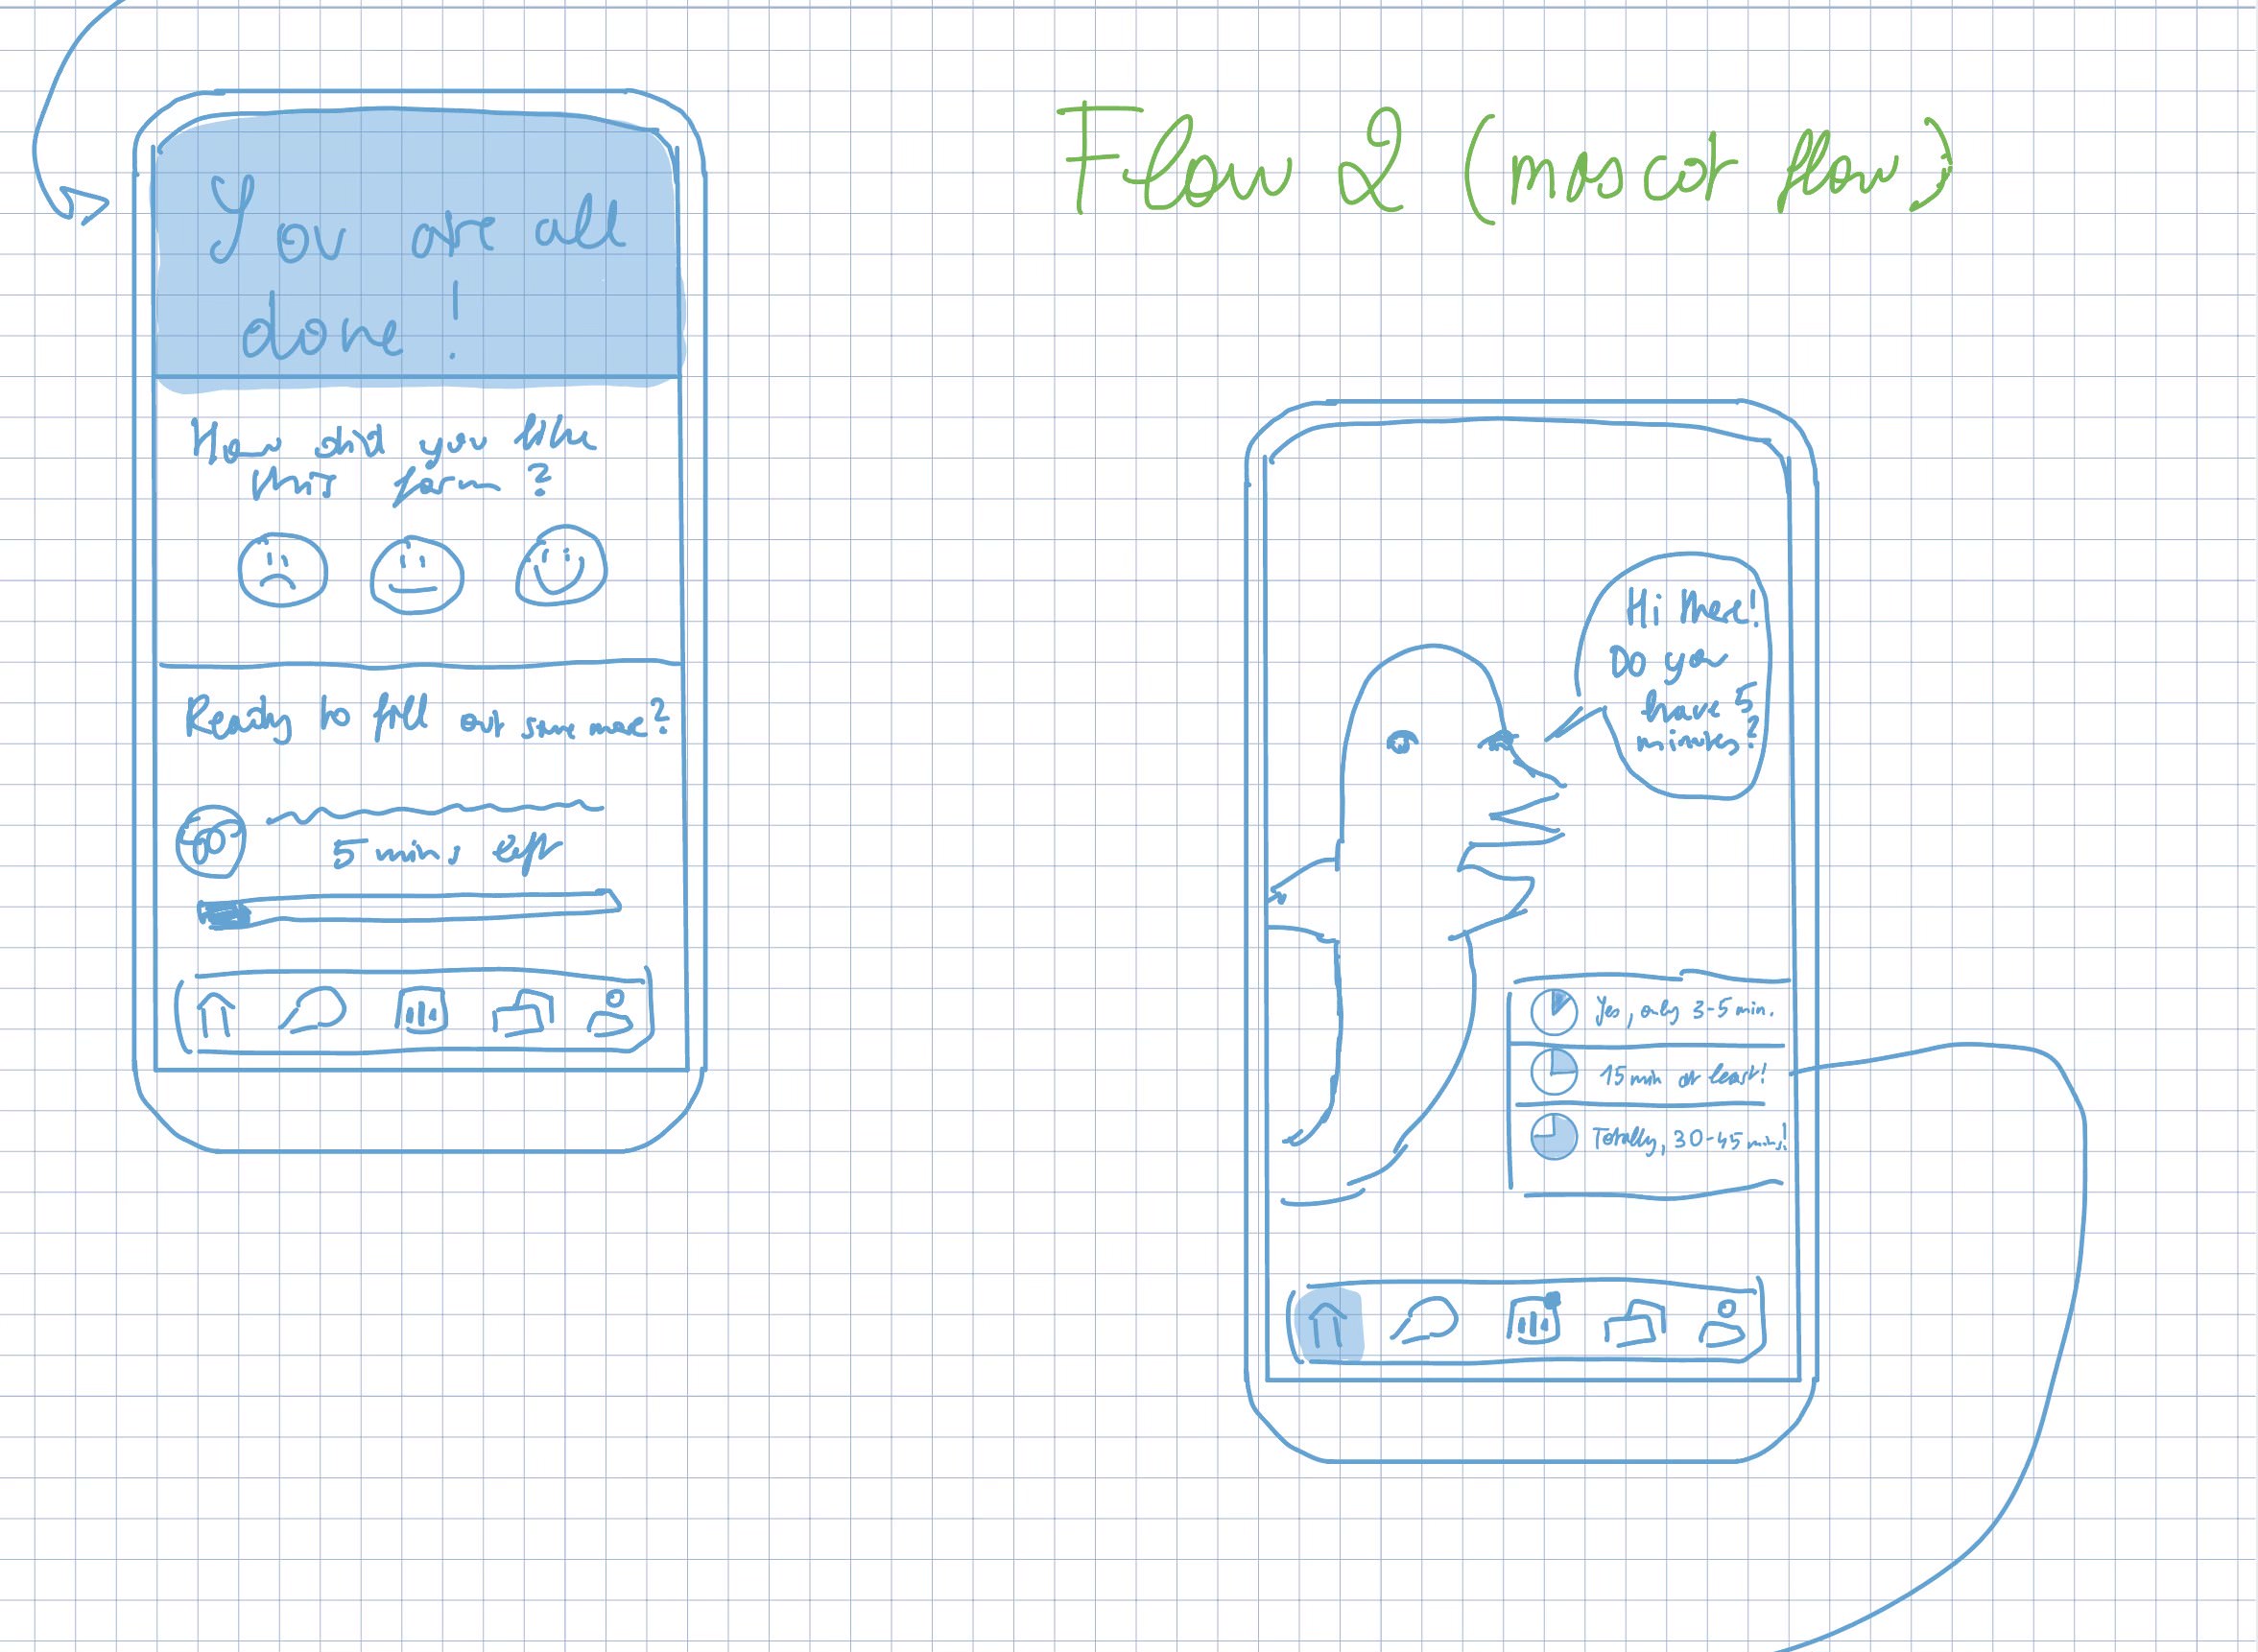 You are all
done!
How did you like
this form?
Ready to fill out some more?
5 mins left
Flow 2 (mascot flow)
Hi there!
Do you
have 5
minutes?
Yes, only 3-5 min.
15 min at least!
Totally, 30-45 min!